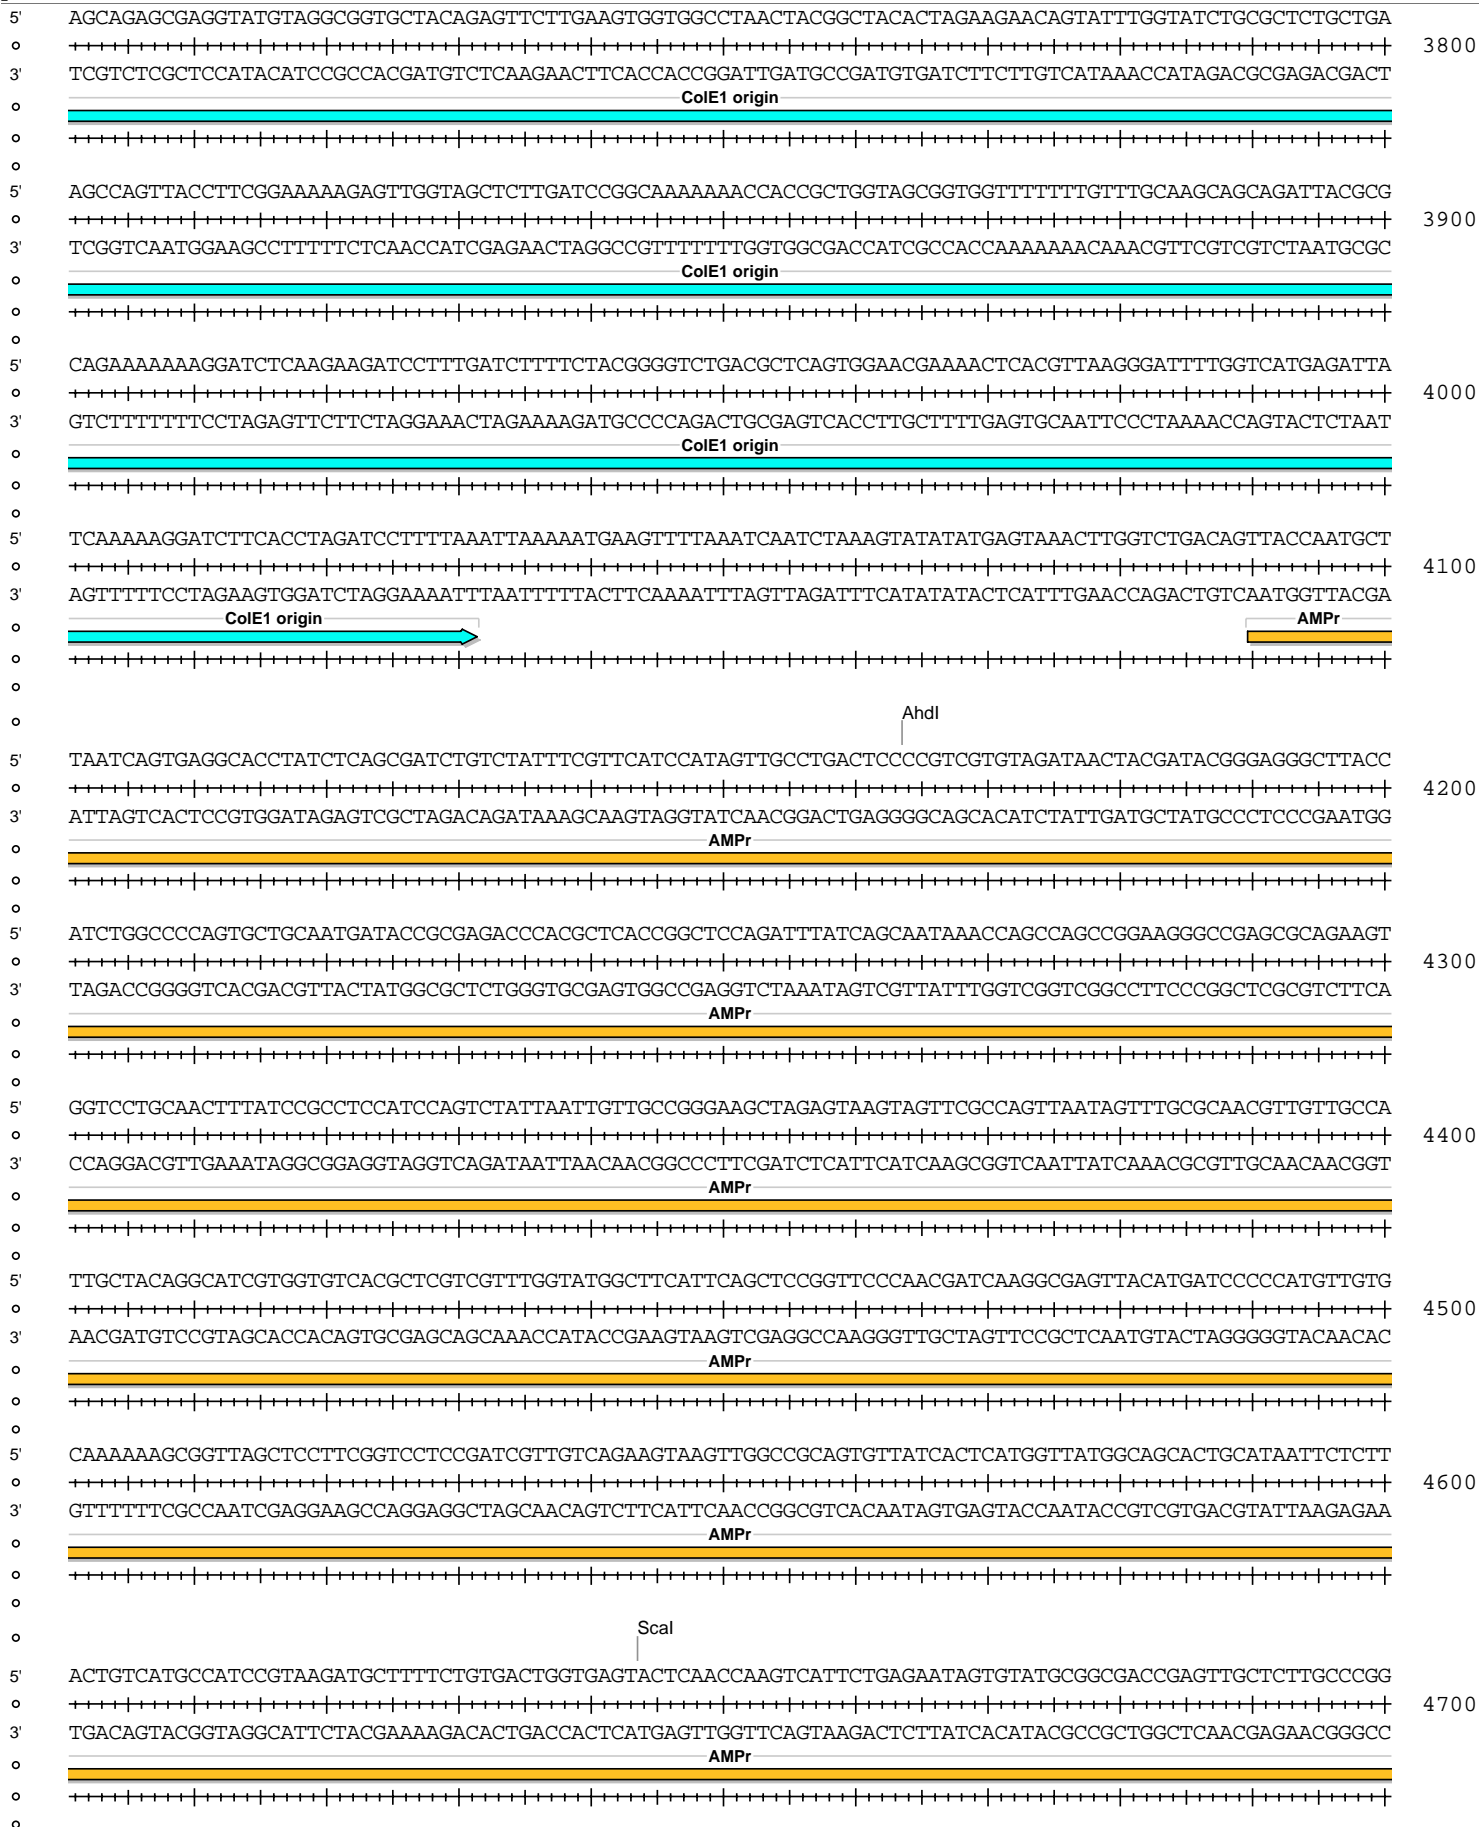 5' AGCAGAGCGAGGTATGTAGGCGGTGCTACAGAGTTCTTGAAGTGGTGGCCTAACTACGGCTACACTAGAAGAACAGTATTTGGTATCTGCGCTCTGCTGA
3800
3' TCGTCTCGCTCCATACATCCGCCACGATGTCTCAAGAACTTCACCACCGGATTGATGCCGATGTGATCTTCTTGTCATAAACCATAGACGCGAGACGACT
ColE1 origin
5' AGCCAGTTACCTTCGGAAAAAGAGTTGGTAGCTCTTGATCCGGCAAAAAAACCACCGCTGGTAGCGGTGGTTTTTTTGTTTGCAAGCAGCAGATTACGCG
3900
3' TCGGTCAATGGAAGCCTTTTTCTCAACCATCGAGAACTAGGCCGTTTTTTTGGTGGCGACCATCGCCACCAAAAAAACAAACGTTCGTCGTCTAATGCGC
ColE1 origin
5' CAGAAAAAAAGGATCTCAAGAAGATCCTTTGATCTTTTCTACGGGGTCTGACGCTCAGTGGAACGAAAACTCACGTTAAGGGATTTTGGTCATGAGATTA
4000
3' GTCTTTTTTTCCTAGAGTTCTTCTAGGAAACTAGAAAAGATGCCCCAGACTGCGAGTCACCTTGCTTTTGAGTGCAATTCCCTAAAACCAGTACTCTAAT
ColE1 origin
5' TCAAAAAGGATCTTCACCTAGATCCTTTTAAATTAAAAATGAAGTTTTAAATCAATCTAAAGTATATATGAGTAAACTTGGTCTGACAGTTACCAATGCT
4100
3' AGTTTTTCCTAGAAGTGGATCTAGGAAAATTTAATTTTTACTTCAAAATTTAGTTAGATTTCATATATACTCATTTGAACCAGACTGTCAATGGTTACGA
ColE1 origin AMPr
AhdI
5' TAATCAGTGAGGCACCTATCTCAGCGATCTGTCTATTTCGTTCATCCATAGTTGCCTGACTCCCCGTCGTGTAGATAACTACGATACGGGAGGGCTTACC
4200
3' ATTAGTCACTCCGTGGATAGAGTCGCTAGACAGATAAAGCAAGTAGGTATCAACGGACTGAGGGGCAGCACATCTATTGATGCTATGCCCTCCCGAATGG
AMPr
5' ATCTGGCCCCAGTGCTGCAATGATACCGCGAGACCCACGCTCACCGGCTCCAGATTTATCAGCAATAAACCAGCCAGCCGGAAGGGCCGAGCGCAGAAGT
4300
3' TAGACCGGGGTCACGACGTTACTATGGCGCTCTGGGTGCGAGTGGCCGAGGTCTAAATAGTCGTTATTTGGTCGGTCGGCCTTCCCGGCTCGCGTCTTCA
AMPr
5' GGTCCTGCAACTTTATCCGCCTCCATCCAGTCTATTAATTGTTGCCGGGAAGCTAGAGTAAGTAGTTCGCCAGTTAATAGTTTGCGCAACGTTGTTGCCA
4400
3' CCAGGACGTTGAAATAGGCGGAGGTAGGTCAGATAATTAACAACGGCCCTTCGATCTCATTCATCAAGCGGTCAATTATCAAACGCGTTGCAACAACGGT
AMPr
5' TTGCTACAGGCATCGTGGTGTCACGCTCGTCGTTTGGTATGGCTTCATTCAGCTCCGGTTCCCAACGATCAAGGCGAGTTACATGATCCCCCATGTTGTG
4500
3' AACGATGTCCGTAGCACCACAGTGCGAGCAGCAAACCATACCGAAGTAAGTCGAGGCCAAGGGTTGCTAGTTCCGCTCAATGTACTAGGGGGTACAACAC
AMPr
5' CAAAAAAGCGGTTAGCTCCTTCGGTCCTCCGATCGTTGTCAGAAGTAAGTTGGCCGCAGTGTTATCACTCATGGTTATGGCAGCACTGCATAATTCTCTT
4600
3' GTTTTTTCGCCAATCGAGGAAGCCAGGAGGCTAGCAACAGTCTTCATTCAACCGGCGTCACAATAGTGAGTACCAATACCGTCGTGACGTATTAAGAGAA
AMPr
ScaI
5' ACTGTCATGCCATCCGTAAGATGCTTTTCTGTGACTGGTGAGTACTCAACCAAGTCATTCTGAGAATAGTGTATGCGGCGACCGAGTTGCTCTTGCCCGG
4700
3' TGACAGTACGGTAGGCATTCTACGAAAAGACACTGACCACTCATGAGTTGGTTCAGTAAGACTCTTATCACATACGCCGCTGGCTCAACGAGAACGGGCC
AMPr